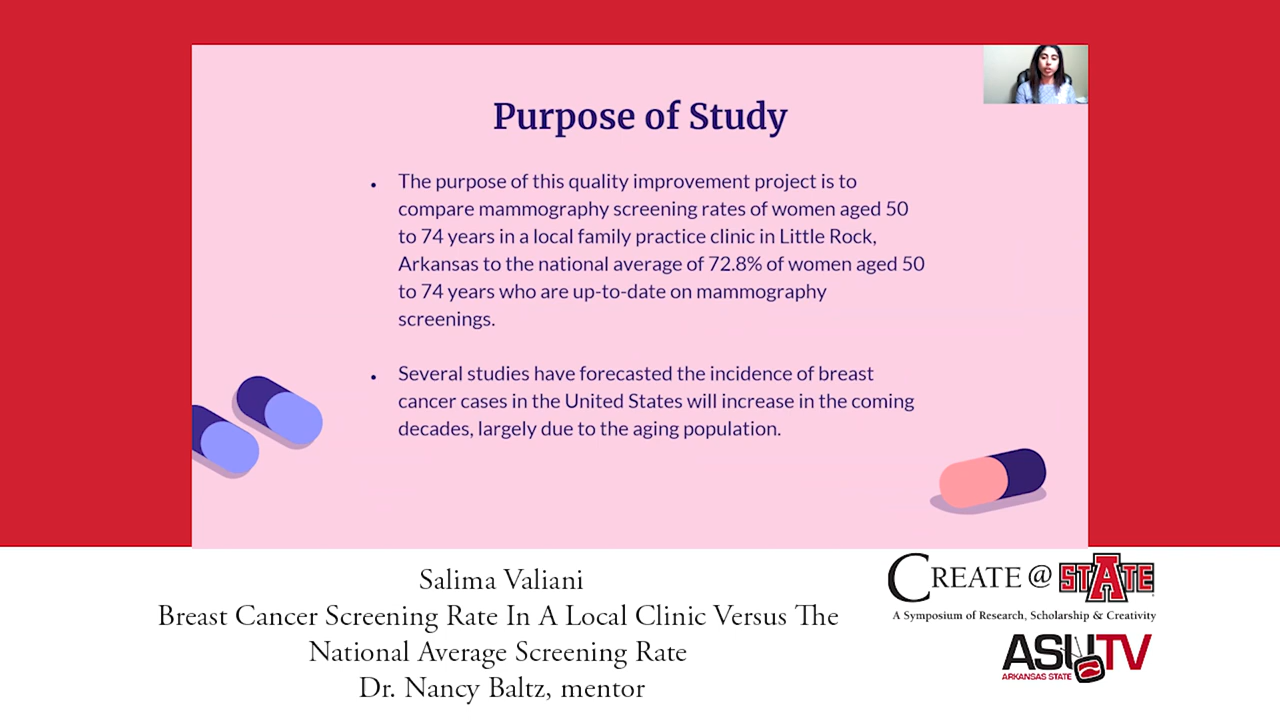 Purpose of Study
• The purpose of this quality improvement project is to
compare mammography screening rates of women aged 50
to 74 years in a local family practice clinic in Little Rock,
Arkansas to the national average of 72.8% of women aged 50
to 74 years who are up-to-date on mammography
screenings.
• Several studies have forecasted the incidence of breast
cancer cases in the United States will increase in the coming
decades, largely due to the aging population.
Salima Valiani
Breast Cancer Screening Rate In A Local Clinic Versus The
National Average Screening Rate
Dr. Nancy Baltz, mentor
CREATE @ STATE
A Symposium of Research, Scholarship & Creativity
ASUTV
ARKANSAS STATE